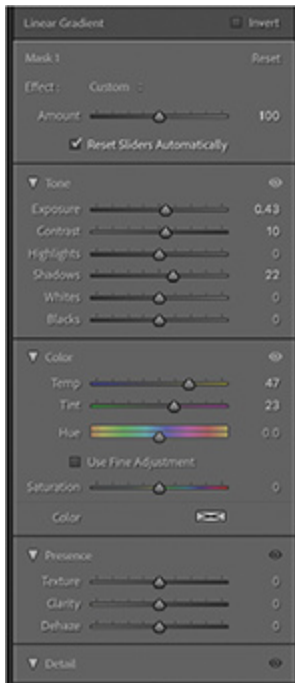 Linear Gradient Invert
Mask 1 Reset
Effect : Custom
Amount 100
Reset Sliders Automatically
Tone
Exposure 0.43
Contrast 10
Highlights 0
Shadows 22
Whites 0
Blacks 0
Color
Temp 47
Tint 23
Hue 0.0
Use Fine Adjustment
Saturation 0
Color
Presence
Texture 0
Clarity 0
Dehaze 0
Detail